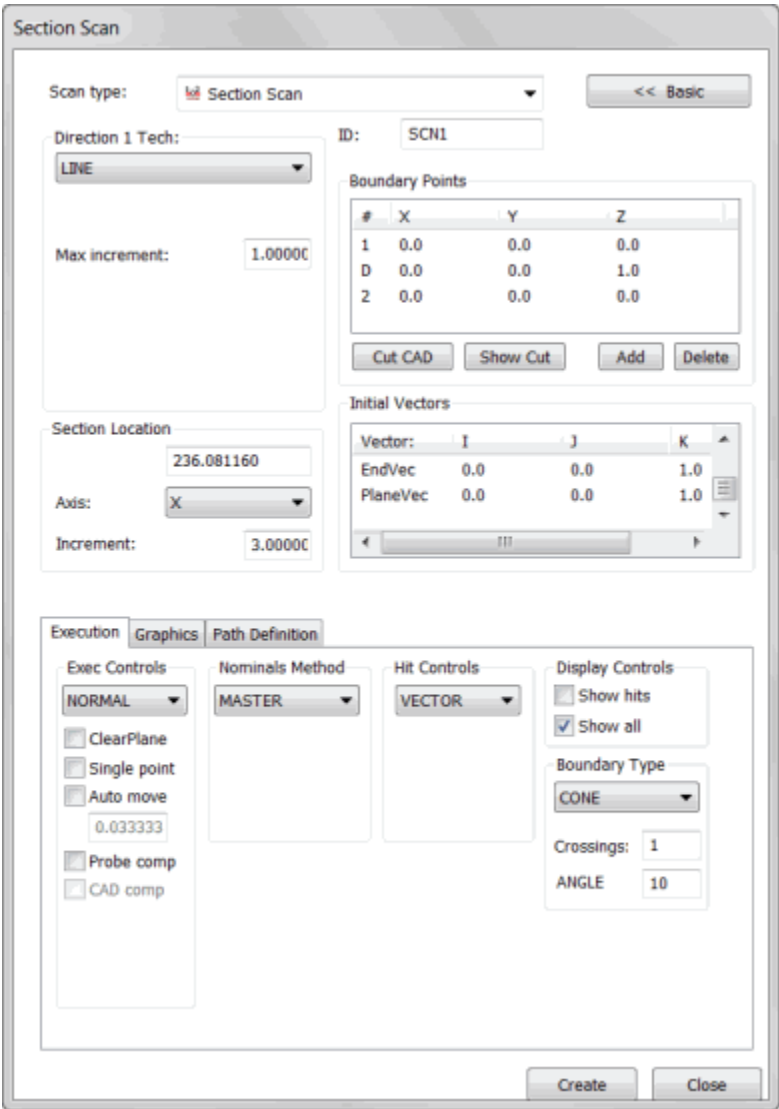 Section Scan
Scan type: Section Scan << Basic
Direction 1 Tech:
LINE
Max increment: 1.00000
ID: SCN1
Boundary Points
# X Y Z
1 0.0 0.0 0.0
D 0.0 0.0 1.0
2 0.0 0.0 0.0
Cut CAD Show Cut Add Delete
Section Location
236.081160
Axis: X
Increment: 3.00000
Initial Vectors
Vector: I J K
EndVec 0.0 0.0 1.0
PlaneVec 0.0 0.0 1.0
Execution Graphics Path Definition
Exec Controls
NORMAL
ClearPlane
Single point
Auto move
0.033333
Probe comp
CAD comp
Nominals Method
MASTER
Hit Controls
VECTOR
Display Controls
Show hits
Show all
Boundary Type
CONE
Crossings: 1
ANGLE 10
Create Close